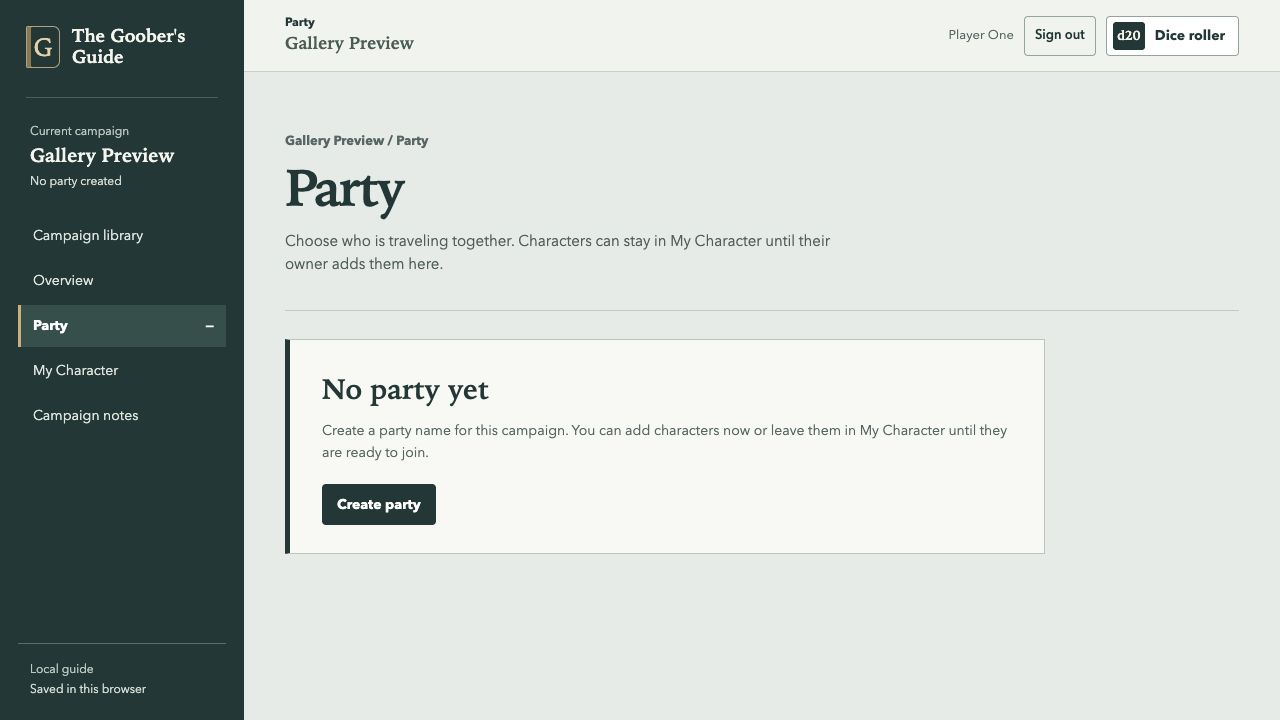 G
The Goober's
Guide
Current campaign
Gallery Preview
No party created
Campaign library
Overview
Party –
My Character
Campaign notes
Local guide
Saved in this browser
Party
Gallery Preview
Player One
Sign out
d20 Dice roller
Gallery Preview / Party
Party
Choose who is traveling together. Characters can stay in My Character until their
owner adds them here.
No party yet
Create a party name for this campaign. You can add characters now or leave them in My Character until they
are ready to join.
Create party